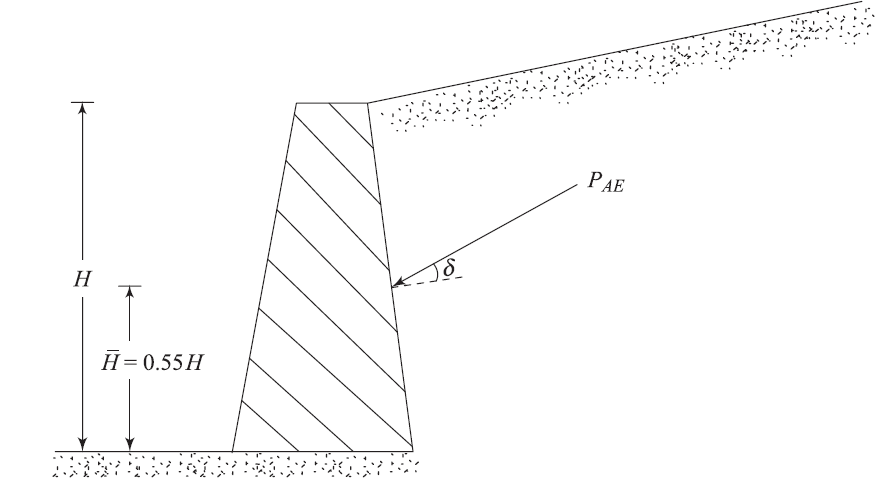 P_AE
δ
H
H̅ = 0.55H